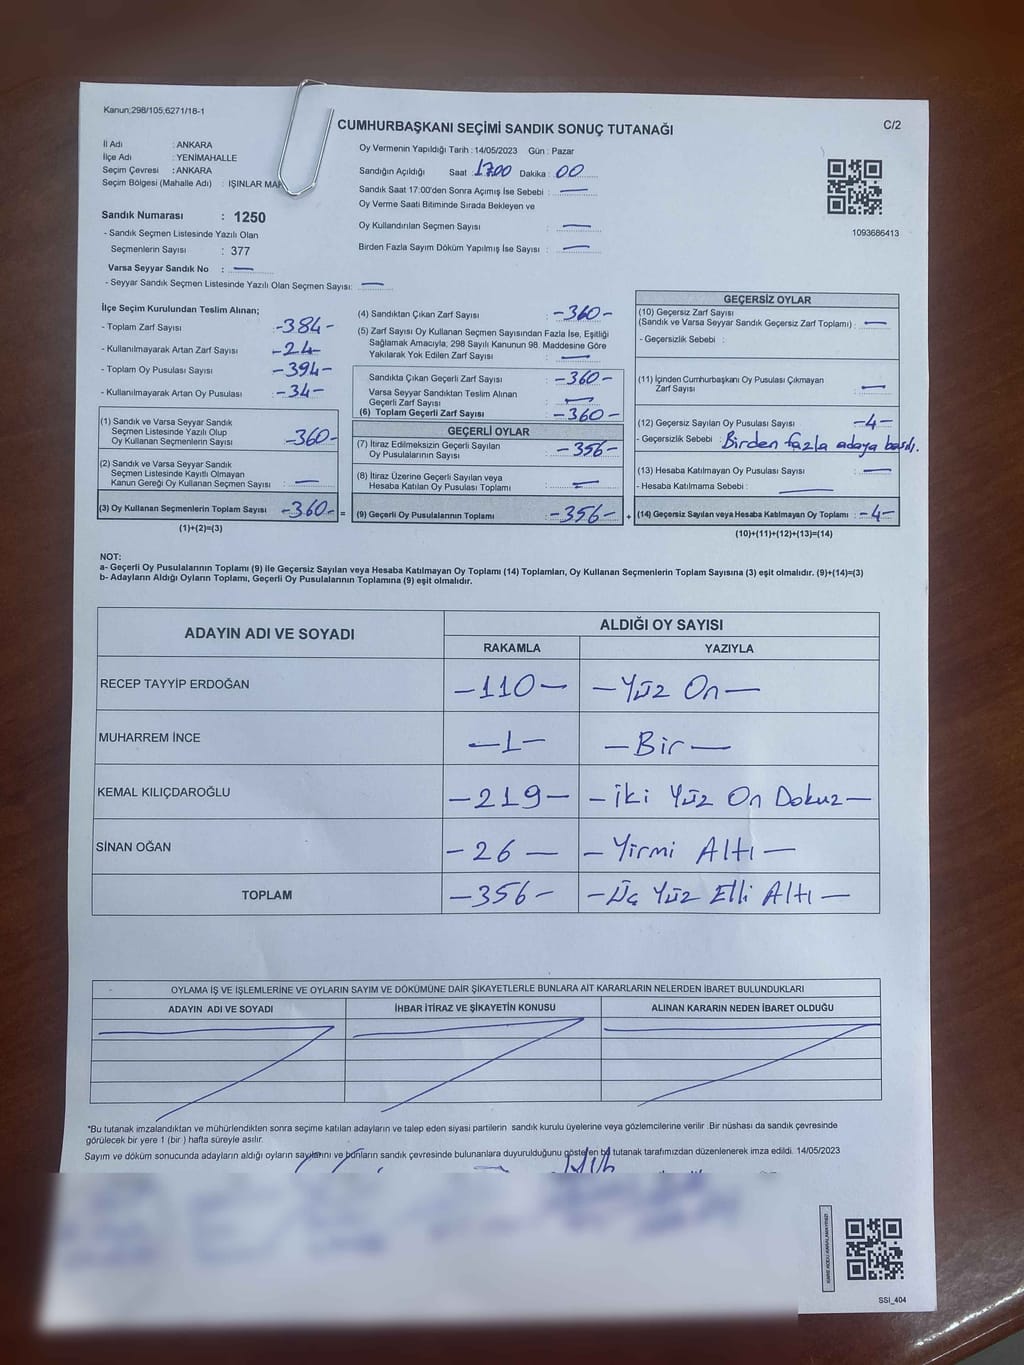 Kanun;298/105,6271/18-1
CUMHURBAŞKANI SEÇİMİ SANDIK SONUÇ TUTANAĞI
C/2
İl Adı : ANKARA
İlçe Adı : YENİMAHALLE
Seçim Çevresi : ANKARA
Seçim Bölgesi (Mahalle Adı) : IŞINLAR
Sandık Numarası : 1250
- Sandık Seçmen Listesinde Yazılı Olan
Seçmenlerin Sayısı : 377
Varsa Seyyar Sandık No : —
- Seyyar Sandık Seçmen Listesinde Yazılı Olan Seçmen Sayısı: —
Oy Vermenin Yapıldığı Tarih : 14/05/2023 Gün : Pazar
Sandığın Açıldığı Saat : 17.00 Dakika : 00
Sandık Saat 17:00'den Sonra Açımış İse Sebebi : —
Oy Verme Saati Bitiminde Sırada Bekleyen ve
Oy Kullandırılan Seçmen Sayısı : —
Birden Fazla Sayım Döküm Yapılmış İse Sayısı : —
1093686413
İlçe Seçim Kurulundan Teslim Alınan;
- Toplam Zarf Sayısı : -384-
- Kullanılmayarak Artan Zarf Sayısı : -24-
- Toplam Oy Pusulası Sayısı : -394-
- Kullanılmayarak Artan Oy Pusulası : -34-
(1) Sandık ve Varsa Seyyar Sandık
Seçmen Listesinde Yazılı Olup
Oy Kullanan Seçmenlerin Sayısı : -360-
(2) Sandık ve Varsa Seyyar Sandık
Seçmen Listesinde Kayıtlı Olmayan
Kanun Gereği Oy Kullanan Seçmen Sayısı : —
(3) Oy Kullanan Seçmenlerin Toplam Sayısı : -360- =
(1)+(2)=(3)
(4) Sandıktan Çıkan Zarf Sayısı : -360-
(5) Zarf Sayısı Oy Kullanan Seçmen Sayısından Fazla İse, Eşitliği
Sağlamak Amacıyla, 298 Sayılı Kanunun 98. Maddesine Göre
Yakılarak Yok Edilen Zarf Sayısı : —
Sandıkta Çıkan Geçerli Zarf Sayısı : -360-
Varsa Seyyar Sandıktan Teslim Alınan
Geçerli Zarf Sayısı : —
(6) Toplam Geçerli Zarf Sayısı : -360-
GEÇERLİ OYLAR
(7) İtiraz Edilmeksizin Geçerli Sayılan
Oy Pusulalarının Sayısı : -356-
(8) İtiraz Üzerine Geçerli Sayılan veya
Hesaba Katılan Oy Pusulası Toplamı : —
(9) Geçerli Oy Pusulalarının Toplamı : -356- +
GEÇERSİZ OYLAR
(10) Geçersiz Zarf Sayısı
(Sandık ve Varsa Seyyar Sandık Geçersiz Zarf Toplamı) : —
- Geçersizlik Sebebi :
(11) İçinden Cumhurbaşkanı Oy Pusulası Çıkmayan
Zarf Sayısı : —
(12) Geçersiz Sayılan Oy Pusulası Sayısı : -4-
- Geçersizlik Sebebi : Birden fazla adaya basılı.
(13) Hesaba Katılmayan Oy Pusulası Sayısı : —
- Hesaba Katılmama Sebebi : —
(14) Geçersiz Sayılan veya Hesaba Katılmayan Oy Toplamı : -4-
(10)+(11)+(12)+(13)=(14)
NOT:
a- Geçerli Oy Pusulalarının Toplamı (9) ile Geçersiz Sayılan veya Hesaba Katılmayan Oy Toplamı (14) Toplamları, Oy Kullanan Seçmenlerin Toplam Sayısına (3) eşit olmalıdır. (9)+(14)=(3)
b- Adayların Aldığı Oyların Toplamı, Geçerli Oy Pusulalarının Toplamına (9) eşit olmalıdır.
ADAYIN ADI VE SOYADI
ALDIĞI OY SAYISI
RAKAMLA YAZIYLA
RECEP TAYYİP ERDOĞAN -110- -Yüz On-
MUHARREM İNCE -1- -Bir-
KEMAL KILIÇDAROĞLU -219- -İki Yüz On Dokuz-
SİNAN OĞAN -26- -Yirmi Altı-
TOPLAM -356- -Üç Yüz Elli Altı-
OYLAMA İŞ VE İŞLEMLERİNE VE OYLARIN SAYIM VE DÖKÜMÜNE DAİR ŞİKAYETLERLE BUNLARA AİT KARARLARIN NELERDEN İBARET BULUNDUKLARI
ADAYIN ADI VE SOYADI İHBAR İTİRAZ VE ŞİKAYETİN KONUSU ALINAN KARARIN NEDEN İBARET OLDUĞU
*Bu tutanak imzalandıktan ve mühürlendikten sonra seçime katılan adayların ve talep eden siyasi partilerin sandık kurulu üyelerine veya gözlemcilerine verilir .Bir nüshası da sandık çevresinde
görülecek bir yere 1 (bir ) hafta süreyle asılır.
Sayım ve döküm sonucunda adayların aldığı oyların sayılarını ve bunların sandık çevresinde bulunanlara duyurulduğunu gösteren bu tutanak tarafımızdan düzenlenerek imza edildi. 14/05/2023
SSI_404